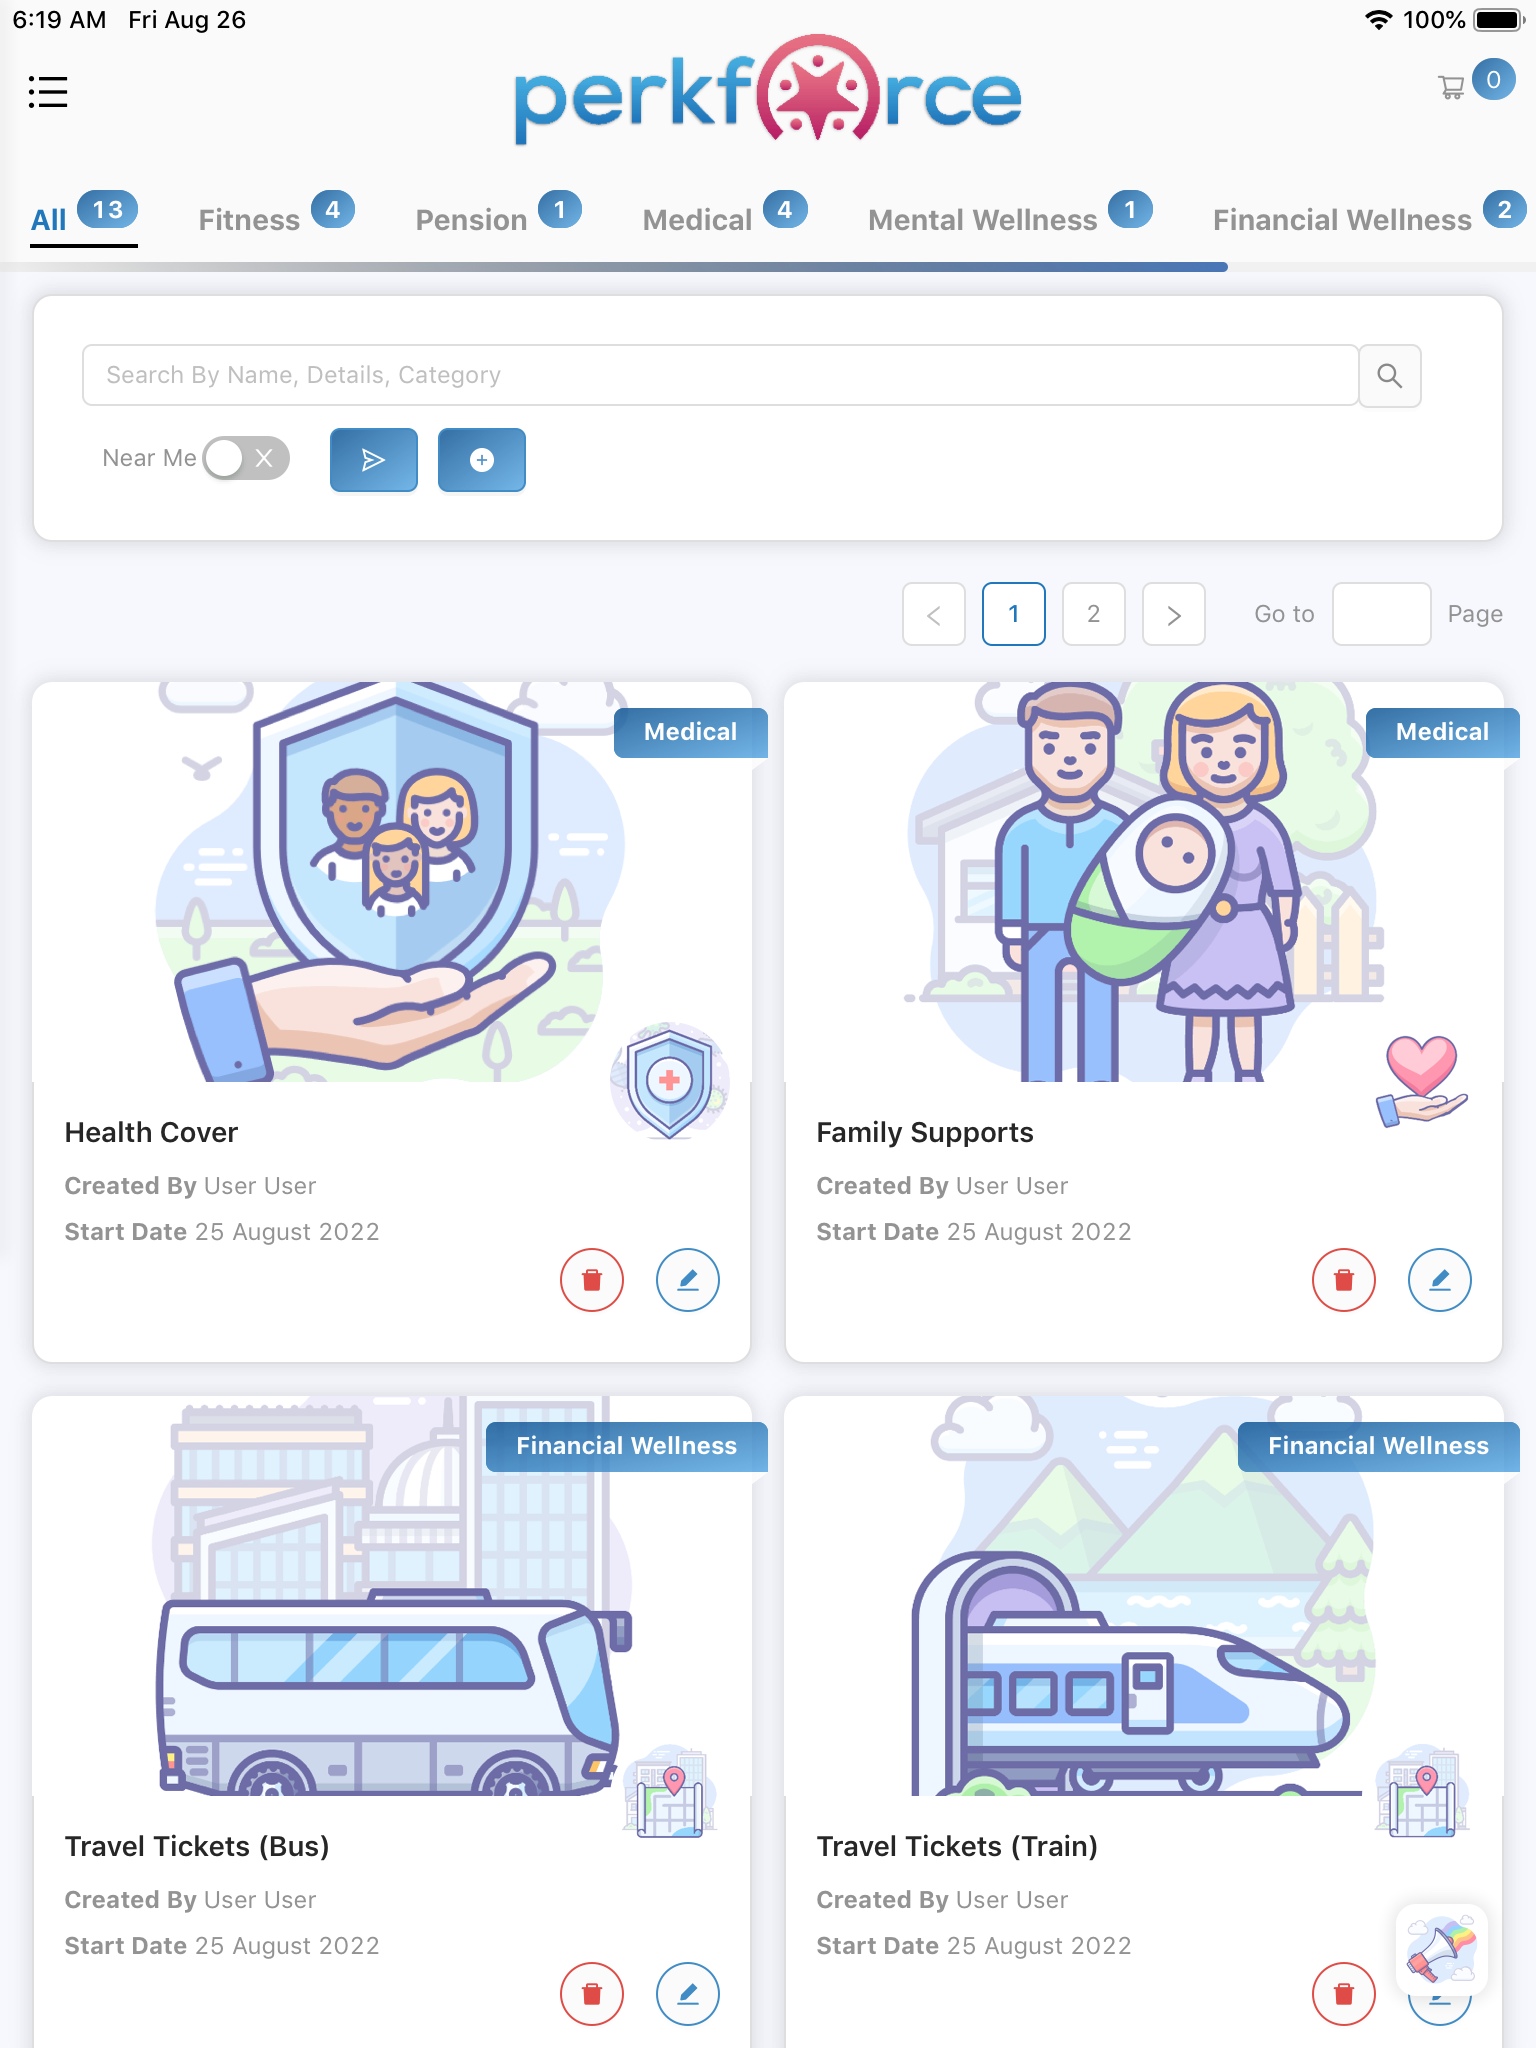 6:19 AM Fri Aug 26 100%
perkforce 0
All 13 Fitness 4 Pension 1 Medical 4 Mental Wellness 1 Financial Wellness 2
Search By Name, Details, Category
Near Me
1 2 Go to Page
Medical
Medical
Health Cover
Created By User User
Start Date 25 August 2022
Family Supports
Created By User User
Start Date 25 August 2022
Financial Wellness
Financial Wellness
Travel Tickets (Bus)
Created By User User
Start Date 25 August 2022
Travel Tickets (Train)
Created By User User
Start Date 25 August 2022